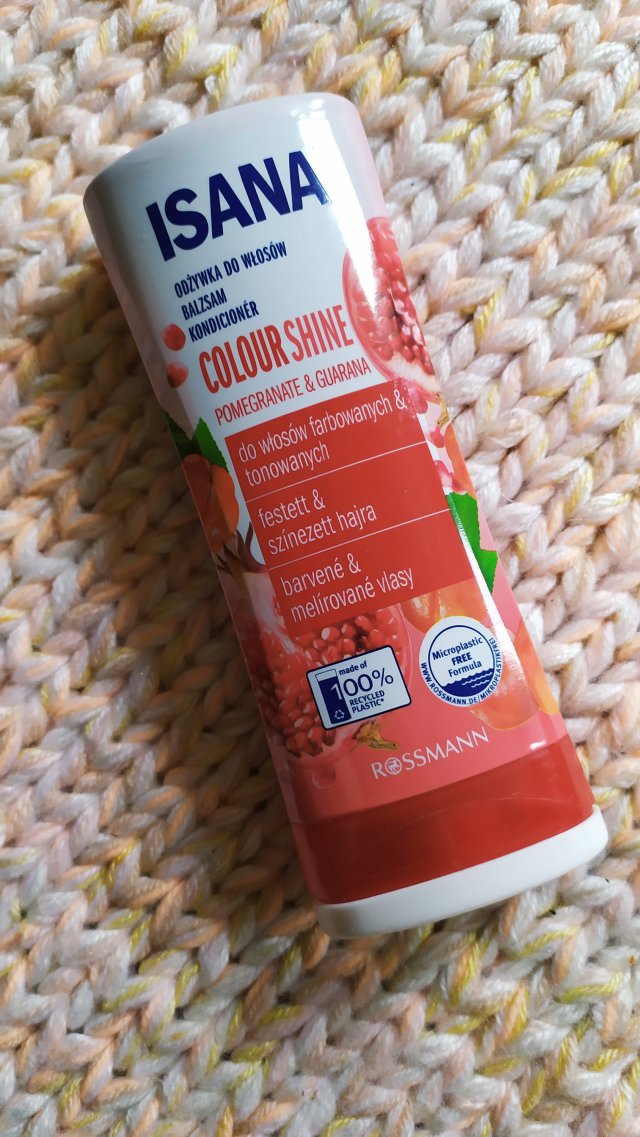 ISANA
ODŻYWKA DO WŁOSÓW
BALZSAM
KONDICIONÉR
COLOUR SHINE
POMEGRANATE & GUARANA
do włosów farbowanych &
tonowanych
festett &
színezett hajra
barvené &
melírované vlasy
made of
100%
RECYCLED
PLASTIC*
Microplastic
FREE
Formula
WWW.ROSSMANN.DE/MIKROPLASTIKFREI
ROSSMANN